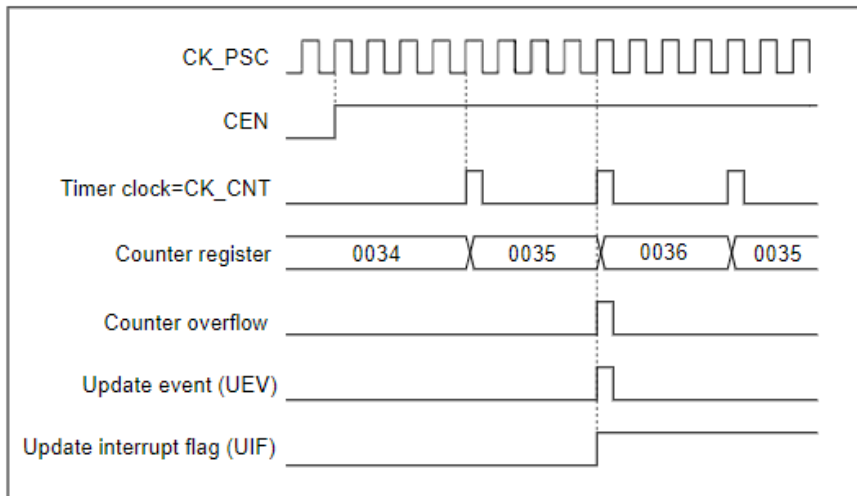 CK_PSC
CEN
Timer clock=CK_CNT
Counter register 0034 0035 0036 0035
Counter overflow
Update event (UEV)
Update interrupt flag (UIF)